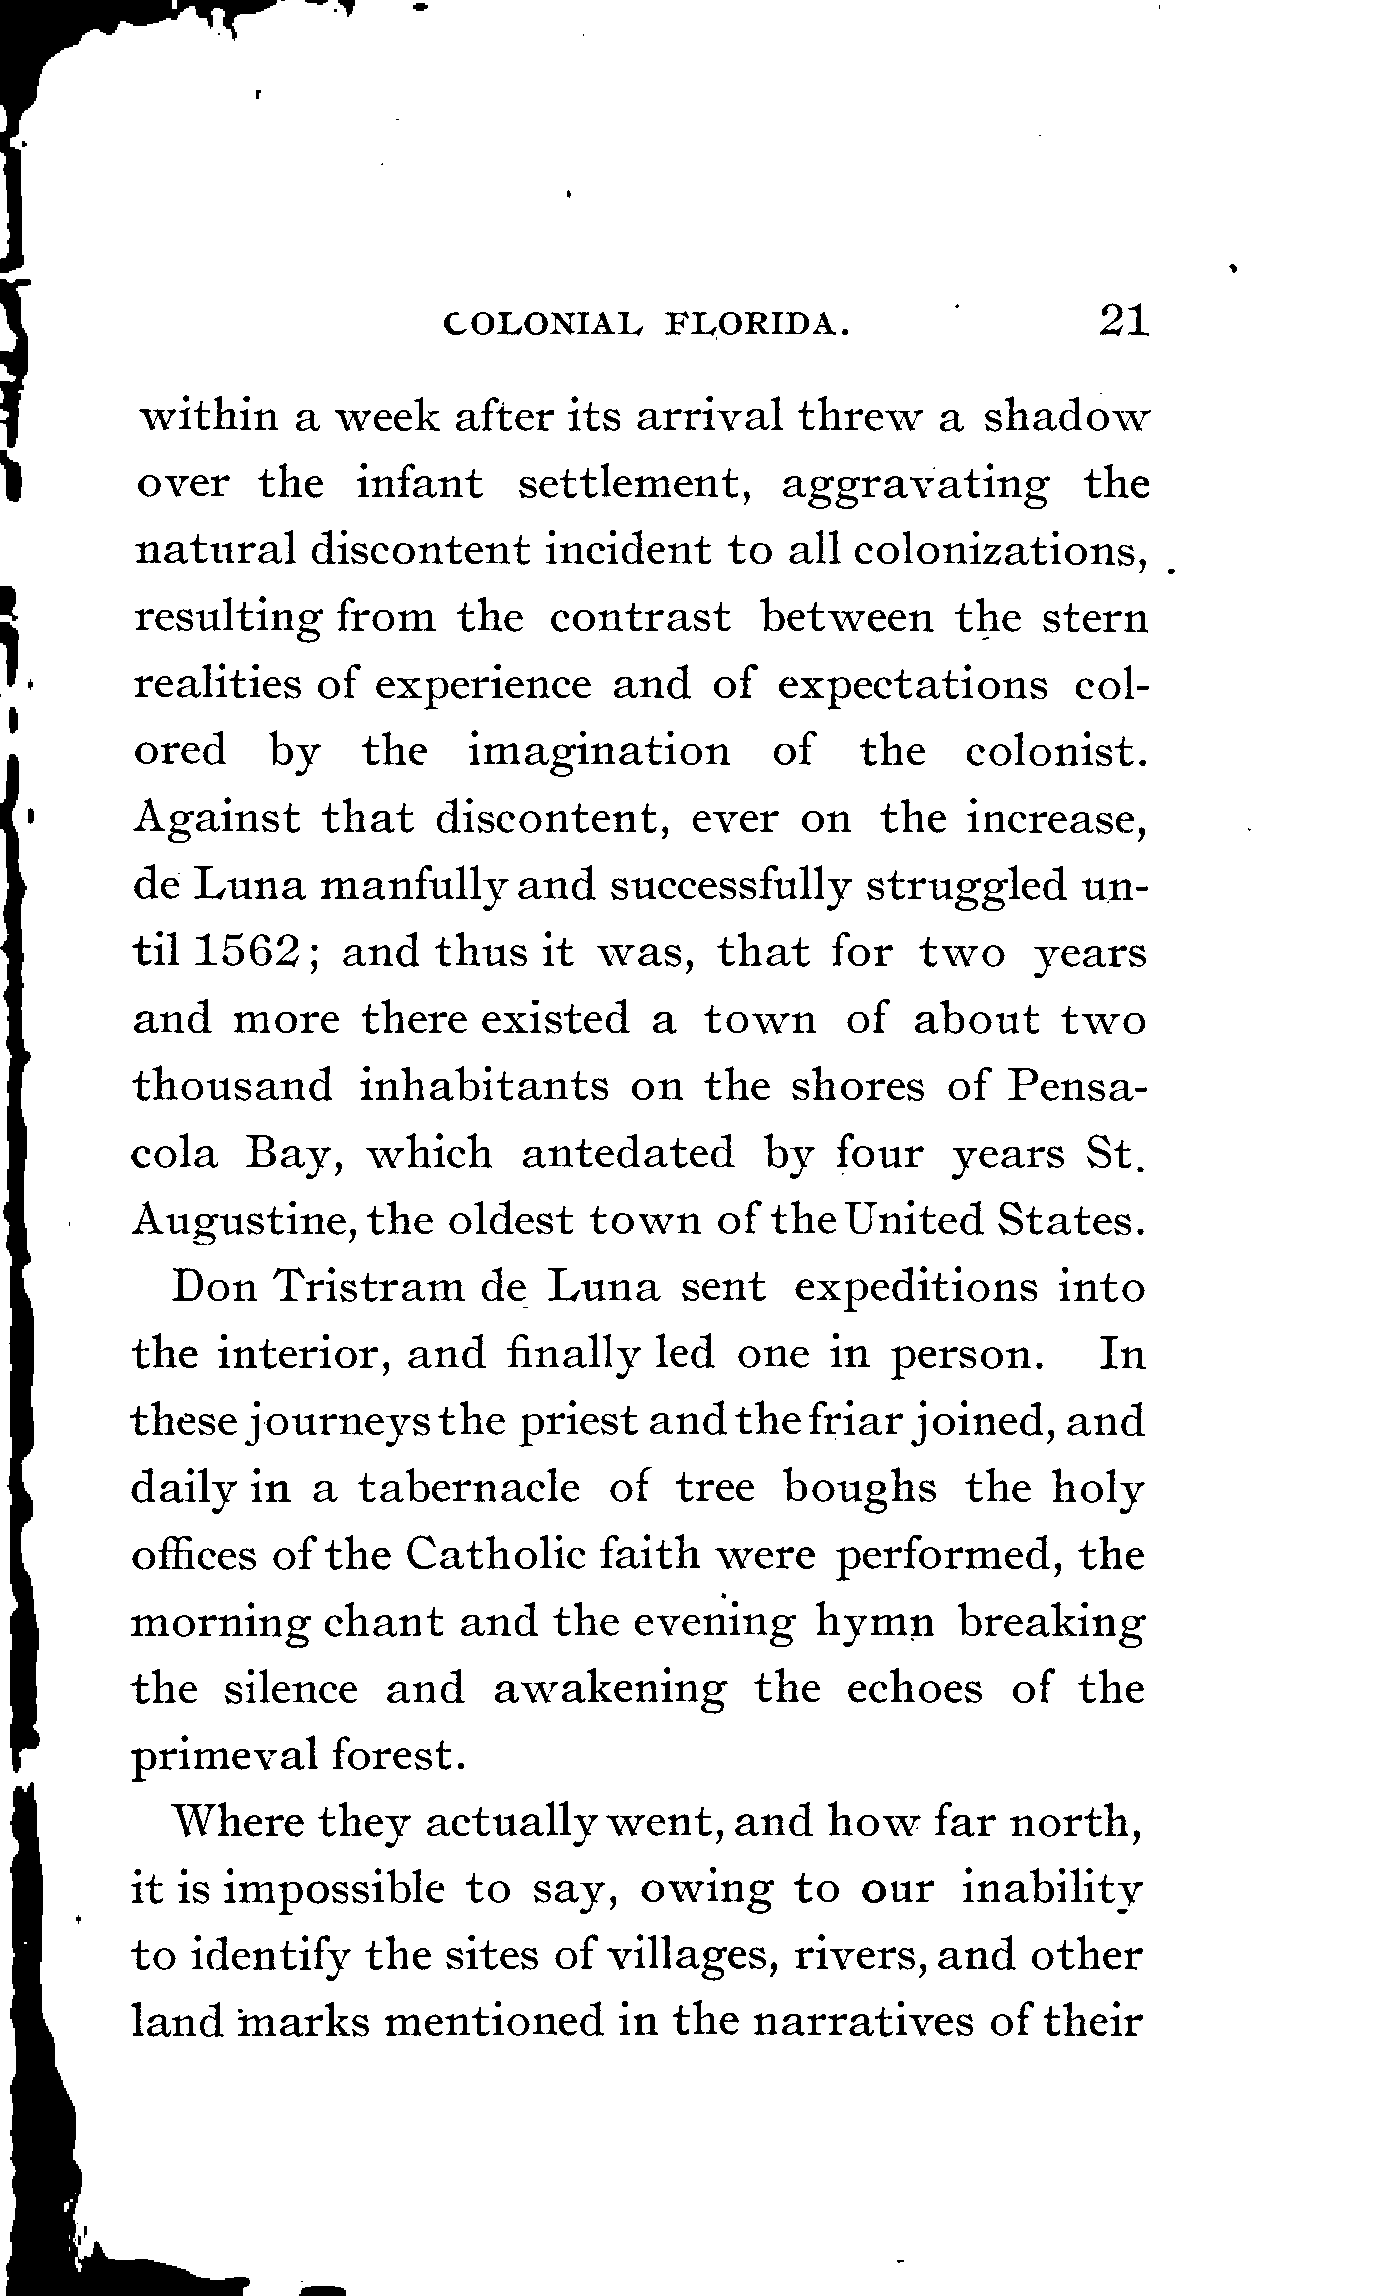 COLONIAL FLORIDA. 21
within a week after its arrival threw a shadow
over the infant settlement, aggravating the
natural discontent incident to all colonizations,
resulting from the contrast between the stern
realities of experience and of expectations col-
ored by the imagination of the colonist.
Against that discontent, ever on the increase,
de Luna manfully and successfully struggled un-
til 1562; and thus it was, that for two years
and more there existed a town of about two
thousand inhabitants on the shores of Pensa-
cola Bay, which antedated by four years St.
Augustine, the oldest town of the United States.
Don Tristram de Luna sent expeditions into
the interior, and finally led one in person. In
these journeys the priest and the friar joined, and
daily in a tabernacle of tree boughs the holy
offices of the Catholic faith were performed, the
morning chant and the evening hymn breaking
the silence and awakening the echoes of the
primeval forest.
Where they actually went, and how far north,
it is impossible to say, owing to our inability
to identify the sites of villages, rivers, and other
land marks mentioned in the narratives of their